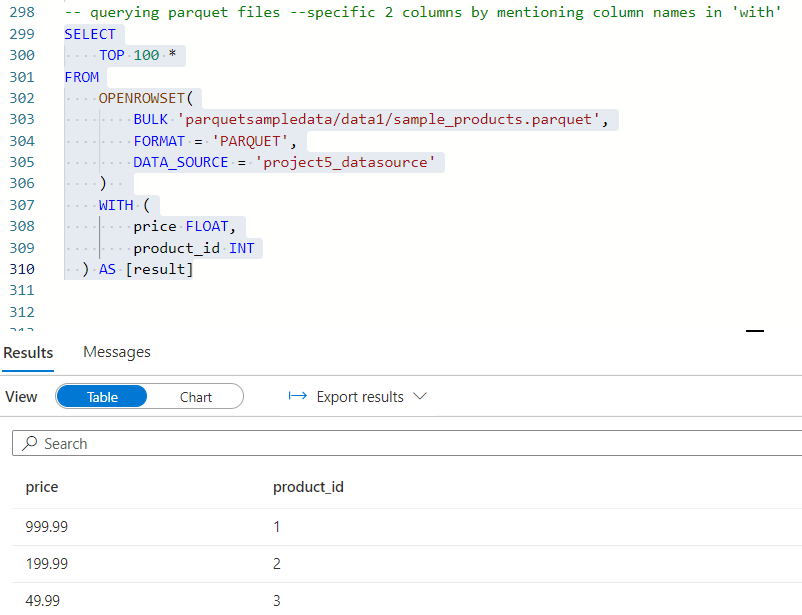 298 -- querying parquet files --specific 2 columns by mentioning column names in 'with'
299 SELECT
300 ····TOP·100·*
301 FROM
302 ····OPENROWSET(
303 ········BULK·'parquetsampledata/data1/sample_products.parquet',
304 ········FORMAT·=·'PARQUET',
305 ········DATA_SOURCE·=·'project5_datasource'
306 ····)··
307 ····WITH·(
308 ········price·FLOAT,
309 ········product_id·INT
310 ··)·AS·[result]
311
312
Results Messages
View Table Chart Export results
Search
price product_id
999.99 1
199.99 2
49.99 3